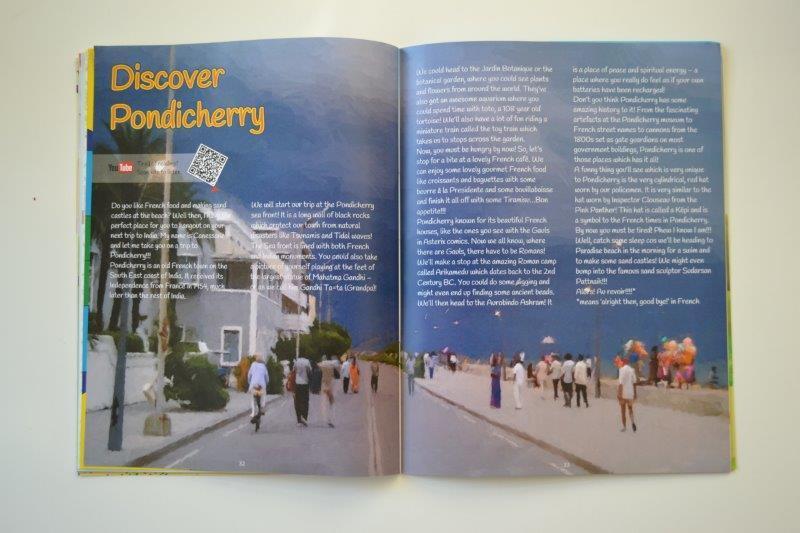 Discover
Pondicherry
YouTube
Do you like French food and making sand
castles at the beach? Well then, I'll
perfect place for you to hangout on your
next trip to India. My name is
and let me take you on a trip to
Pondicherry!!!
Pondicherry is an old French town on the
South East coast of India. It received its
Independence from France in 1954, much
later than the rest of India.
We will start our trip at the Pondicherry
sea front! It is a long wall of black rocks
which protect our town from natural
disasters like Tsunamis and Tidal waves!
The Sea front is lined with both French
and Indian monuments. You could also take
a picture of yourself playing at the feet of
the largest statue of Mahatma Gandhi –
or as we call him Gandhi Ta=ta (Grandpa)!
32
We could head to the Jardin Botanique or the
botanical garden, where you could see plants
and flowers from around the world. They've
also got an awesome aquarium where you
could spend time with toto, a 108 year old
tortoise! We'll also have a lot of fun riding a
miniature train called the toy train which
takes us to stops across the garden.
Now, you must be hungry by now! So, let's
stop for a bite at a lovely French café. We
can enjoy some lovely gourmet French food
like croissants and baguettes with some
beurre á la Presidente and some bouillabaisse
and finish it all off with some Tiramisu...Bon
appetite!!!
Pondicherry known for its beautiful French
houses, like the ones you see with the Gauls
in Asterix comics. Now we all know, where
there are Gauls, there have to be Romans!
We'll make a stop at the amazing Roman camp
called Arikamedu which dates back to the 2nd
Century BC. You could do some digging and
might even end up finding some ancient beads.
We'll then head to the Aurobindo Ashram! It
is a place of peace and spiritual energy – a
place where you really do feel as if your own
batteries have been recharged!
Don't you think Pondicherry has some
amazing history to it! From the fascinating
artefacts at the Pondicherry museum to
French street names to cannons from the
1800s set as gate guardians on most
government buildings, Pondicherry is one of
those places which has it all!
A funny thing you'll see which is very unique
to Pondicherry is the very cylindrical, red hat
worn by our policemen. It is very similar to the
hat worn by Inspector Clouseau from the
Pink Panther! This hat is called a Képi and is
a symbol to the French times in Pondicherry.
By now you must be tired! Phew I know I am!!!
Well, catch some sleep cos we'll be heading to
Paradise beach in the morning for a swim and
to make some sand castles! We might even
bump into the famous sand sculptor Sudarsan
Pattnaik!!!
Allors! Au revoir!!!!*
*means 'alright then, good bye!' in French
33